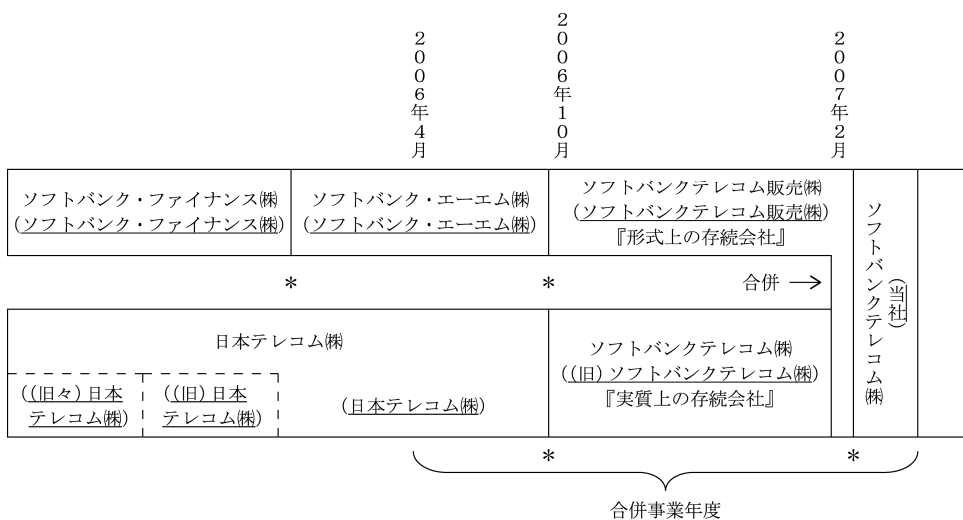 2006年4月
2006年10月
2007年2月
ソフトバンク・ファイナンス㈱
(ソフトバンク・ファイナンス㈱)
ソフトバンク・エーエム㈱
(ソフトバンク・エーエム㈱)
ソフトバンクテレコム販売㈱
(ソフトバンクテレコム販売㈱)
『形式上の存続会社』
ソフトバンクテレコム㈱
(当社)
*
*
合併 →
日本テレコム㈱
((旧々)日本
テレコム㈱)
((旧)日本
テレコム㈱)
(日本テレコム㈱)
ソフトバンクテレコム㈱
((旧)ソフトバンクテレコム㈱)
『実質上の存続会社』
*
*
合併事業年度